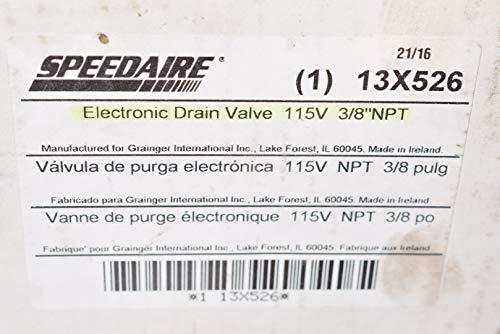 21/16
SPEEDAIRE®
(1) 13X526
Electronic Drain Valve 115V 3/8"NPT
Manufactured for Grainger International Inc., Lake Forest, IL 60045. Made in Ireland.
Válvula de purga electrónica 115V NPT 3/8 pulg
Fabricado para Grainger International Inc., Lake Forest, IL 60045. Made in Ireland.
Vanne de purge électronique 115V NPT 3/8 po
Fabrique' pour Grainger International Inc., Lake Forest, IL 60045. Fabrique aux Ireland.
*1 13X526*